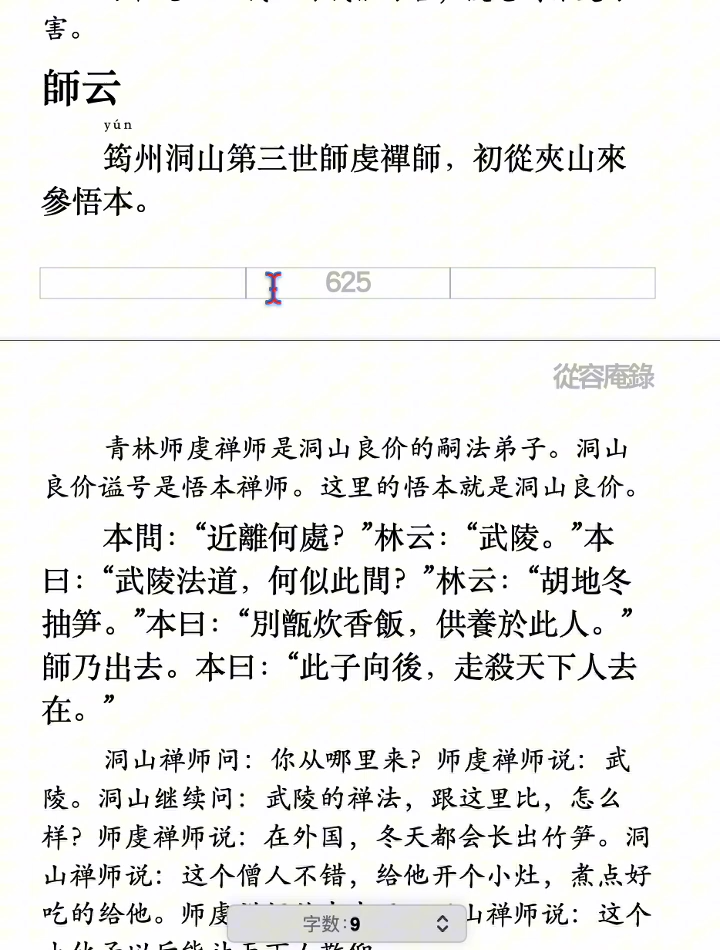 害。
師云
yún
筠州洞山第三世師虔禪師，初從夾山來
參悟本。
625
從容庵錄
青林师虔禅师是洞山良价的嗣法弟子。洞山
良价谥号是悟本禅师。这里的悟本就是洞山良价。
本問：“近離何處？”林云：“武陵。”本
曰：“武陵法道，何似此間？”林云：“胡地冬
抽笋。”本曰：“別甑炊香飯，供養於此人。”
師乃出去。本曰：“此子向後，走殺天下人去
在。”
洞山禅师问：你从哪里来？师虔禅师说：武
陵。洞山继续问：武陵的禅法，跟这里比，怎么
样？师虔禅师说：在外国，冬天都会长出竹笋。洞
山禅师说：这个僧人不错，给他开个小灶，煮点好
吃的给他。师虔
山禅师说：这个
字数:9